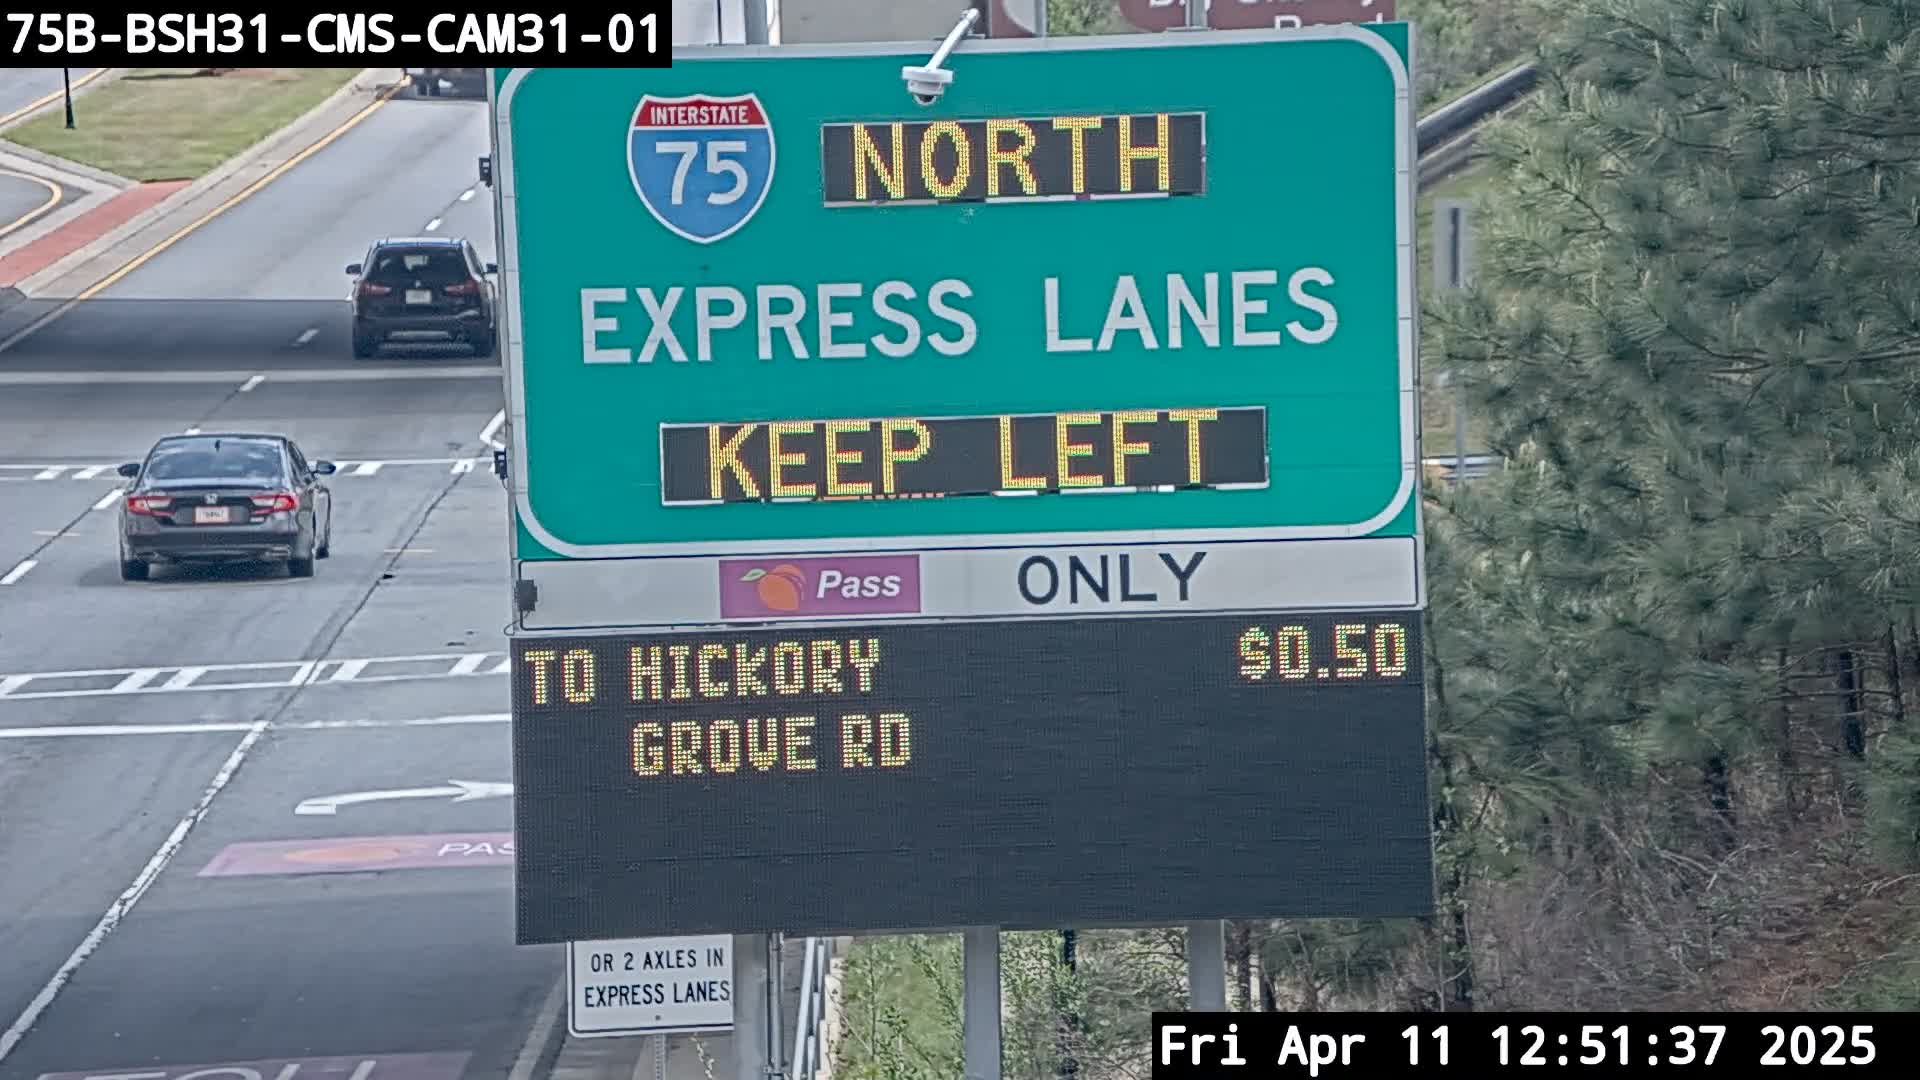 75B-BSH31-CMS-CAM31-01
INTERSTATE
75
NORTH
EXPRESS LANES
KEEP LEFT
Pass ONLY
TO HICKORY $0.50
GROVE RD
OR 2 AXLES IN
EXPRESS LANES
Fri Apr 11 12:51:37 2025